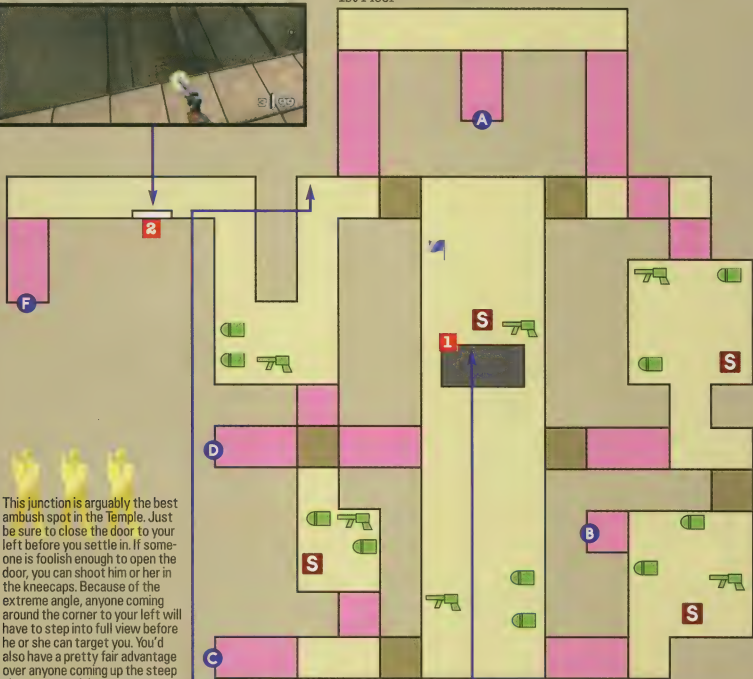 A
2
F
S
1
S
D
This junction is arguably the best
ambush spot in the Temple. Just
be sure to close the door to your
left before you settle in. If some-
one is foolish enough to open the
door, you can shoot him or her in
the kneecaps. Because of the
extreme angle, anyone coming
around the corner to your left will
have to step into full view before
he or she can target you. You'd
also have a pretty fair advantage
over anyone coming up the steep
S
B
S
C